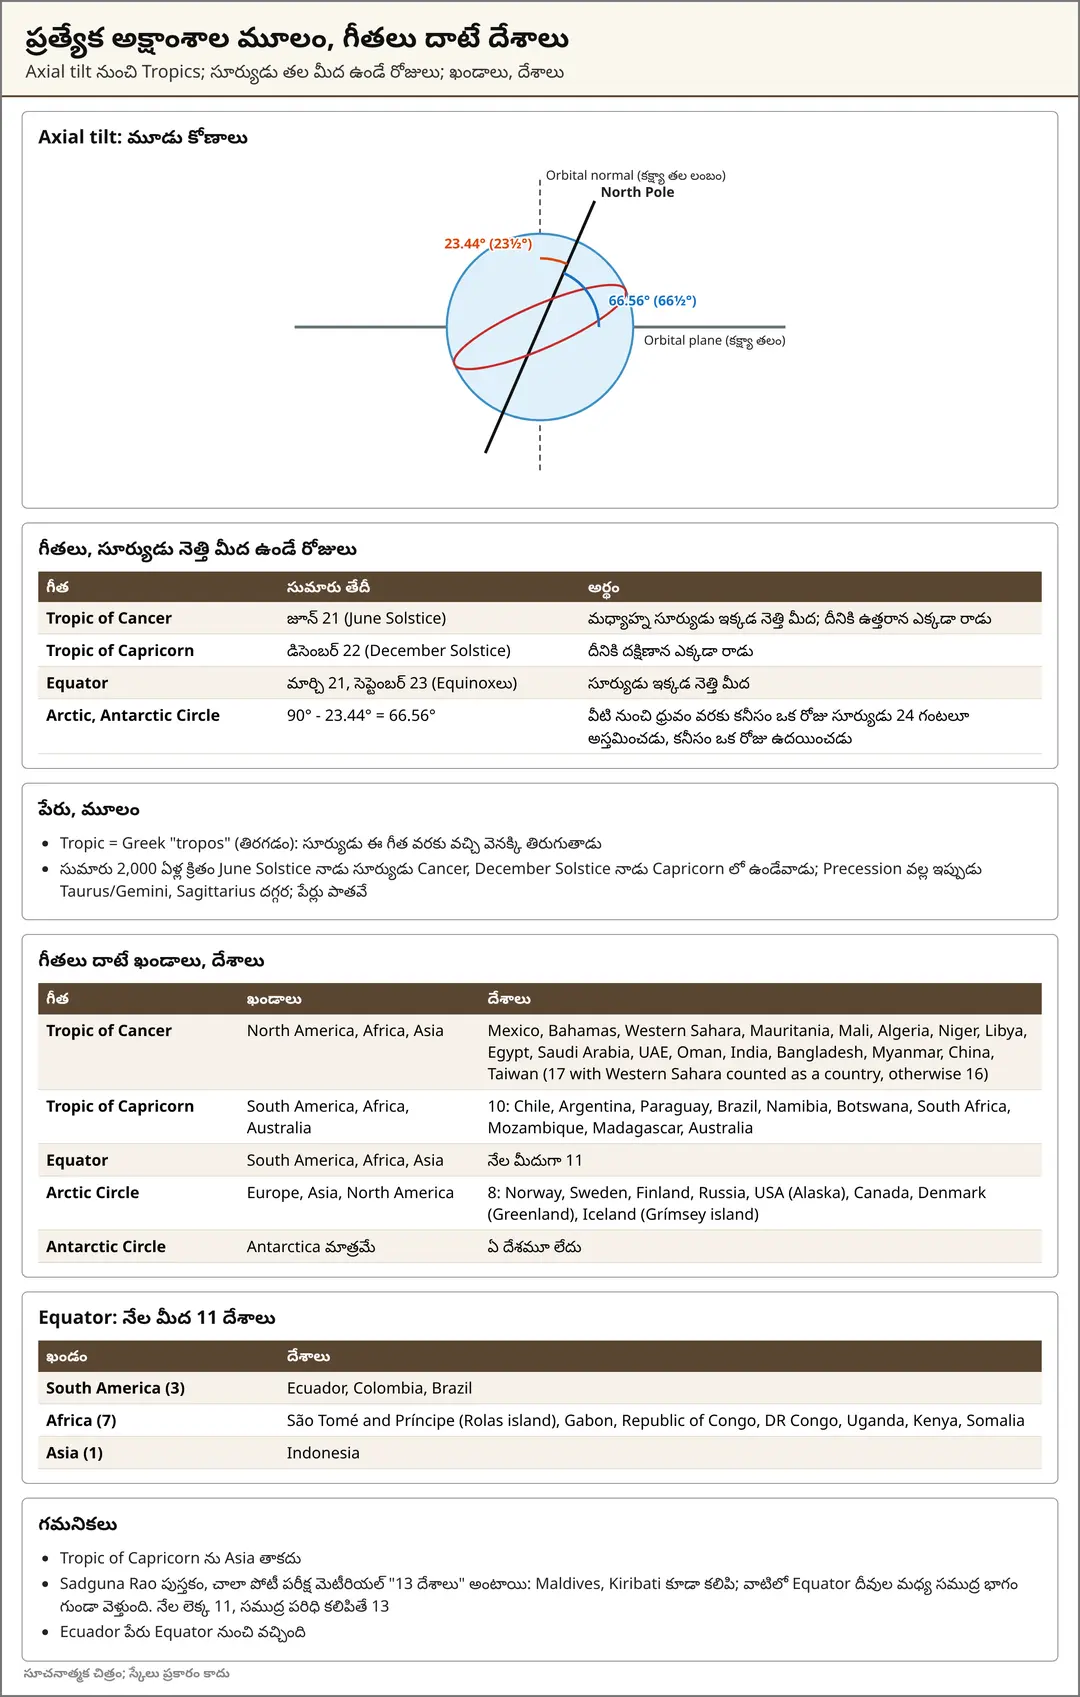 ప్రత్యేక అక్షాంశాల మూలం, గీతలు దాటే దేశాలు
Axial tilt నుంచి Tropics; సూర్యుడు తల మీద ఉండే రోజులు; ఖండాలు, దేశాలు
Axial tilt: మూడు కోణాలు
Orbital normal (కక్ష్యా తల లంబం)
North Pole
23.44° (23½°)
66.56° (66½°)
Orbital plane (కక్ష్యా తలం)
గీతలు, సూర్యుడు నెత్తి మీద ఉండే రోజులు
గీత సుమారు తేదీ అర్థం
Tropic of Cancer జూన్ 21 (June Solstice) మధ్యాహ్న సూర్యుడు ఇక్కడ నెత్తి మీద; దీనికి ఉత్తరాన ఎక్కడా రాడు
Tropic of Capricorn డిసెంబర్ 22 (December Solstice) దీనికి దక్షిణాన ఎక్కడా రాడు
Equator మార్చి 21, సెప్టెంబర్ 23 (Equinoxలు) సూర్యుడు ఇక్కడ నెత్తి మీద
Arctic, Antarctic Circle 90° - 23.44° = 66.56° వీటి నుంచి ధ్రువం వరకు కనీసం ఒక రోజు సూర్యుడు 24 గంటలూ
అస్తమించడు, కనీసం ఒక రోజు ఉదయించడు
పేరు, మూలం
• Tropic = Greek "tropos" (తిరగడం): సూర్యుడు ఈ గీత వరకు వచ్చి వెనక్కి తిరుగుతాడు
• సుమారు 2,000 ఏళ్ల క్రితం June Solstice నాడు సూర్యుడు Cancer, December Solstice నాడు Capricorn లో ఉండేవాడు; Precession వల్ల ఇప్పుడు
Taurus/Gemini, Sagittarius దగ్గర; పేర్లు పాతవే
గీతలు దాటే ఖండాలు, దేశాలు
గీత ఖండాలు దేశాలు
Tropic of Cancer North America, Africa, Asia Mexico, Bahamas, Western Sahara, Mauritania, Mali, Algeria, Niger, Libya,
Egypt, Saudi Arabia, UAE, Oman, India, Bangladesh, Myanmar, China,
Taiwan (17 with Western Sahara counted as a country, otherwise 16)
Tropic of Capricorn South America, Africa, 10: Chile, Argentina, Paraguay, Brazil, Namibia, Botswana, South Africa,
Australia Mozambique, Madagascar, Australia
Equator South America, Africa, Asia నేల మీదుగా 11
Arctic Circle Europe, Asia, North America 8: Norway, Sweden, Finland, Russia, USA (Alaska), Canada, Denmark
(Greenland), Iceland (Grímsey island)
Antarctic Circle Antarctica మాత్రమే ఏ దేశమూ లేదు
Equator: నేల మీద 11 దేశాలు
ఖండం దేశాలు
South America (3) Ecuador, Colombia, Brazil
Africa (7) São Tomé and Príncipe (Rolas island), Gabon, Republic of Congo, DR Congo, Uganda, Kenya, Somalia
Asia (1) Indonesia
గమనికలు
• Tropic of Capricorn ను Asia తాకదు
• Sadguna Rao పుస్తకం, చాలా పోటీ పరీక్ష మెటీరియల్ "13 దేశాలు" అంటాయి: Maldives, Kiribati కూడా కలిపి; వాటిలో Equator దీవుల మధ్య సముద్ర భాగం
గుండా వెళ్తుంది. నేల లెక్క 11, సముద్ర పరిధి కలిపితే 13
• Ecuador పేరు Equator నుంచి వచ్చింది
సూచనాత్మక చిత్రం; స్కేలు ప్రకారం కాదు